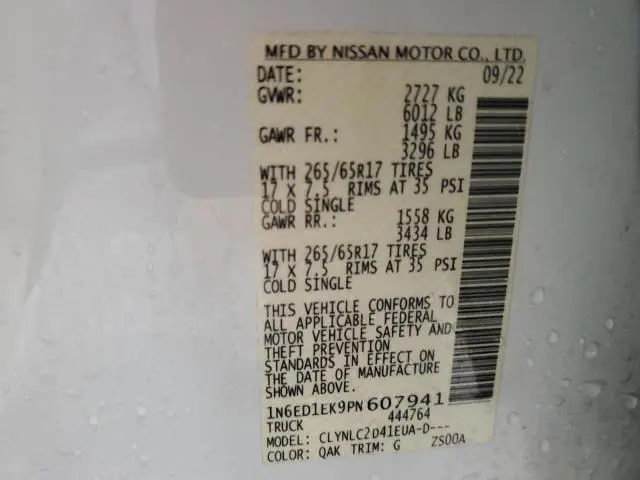 MFD BY NISSAN MOTOR CO., LTD.
DATE: 09/22
GVWR: 2727 KG
6012 LB
GAWR FR.: 1495 KG
3296 LB
WITH 265/65R17 TIRES
17 X 7.5 RIMS AT 35 PSI
COLD SINGLE
GAWR RR.: 1558 KG
3434 LB
WITH 265/65R17 TIRES
17 X 7.5 RIMS AT 35 PSI
COLD SINGLE
THIS VEHICLE CONFORMS TO
ALL APPLICABLE FEDERAL
MOTOR VEHICLE SAFETY AND
THEFT PREVENTION
STANDARDS IN EFFECT ON
THE DATE OF MANUFACTURE
SHOWN ABOVE.
1N6ED1EK9PN607941
TRUCK 444764
MODEL: CLYNLC2D41EUA-D---
COLOR: QAK TRIM: G ZS00A